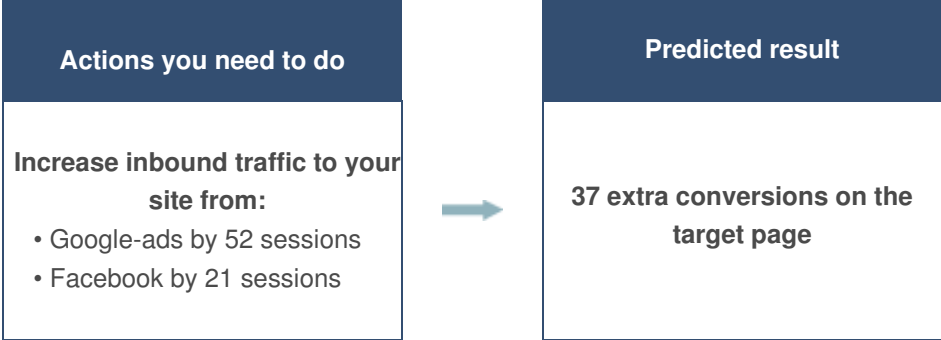 Actions you need to do
Increase inbound traffic to your
site from:
• Google-ads by 52 sessions
• Facebook by 21 sessions
Predicted result
37 extra conversions on the
target page